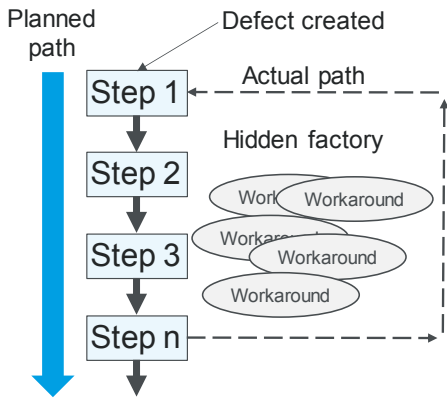 Planned
path
Defect created
Step 1
Actual path
Hidden factory
Step 2
Workaround
Workaround
Step 3
Workaround
Workaround
Workaround
Step n